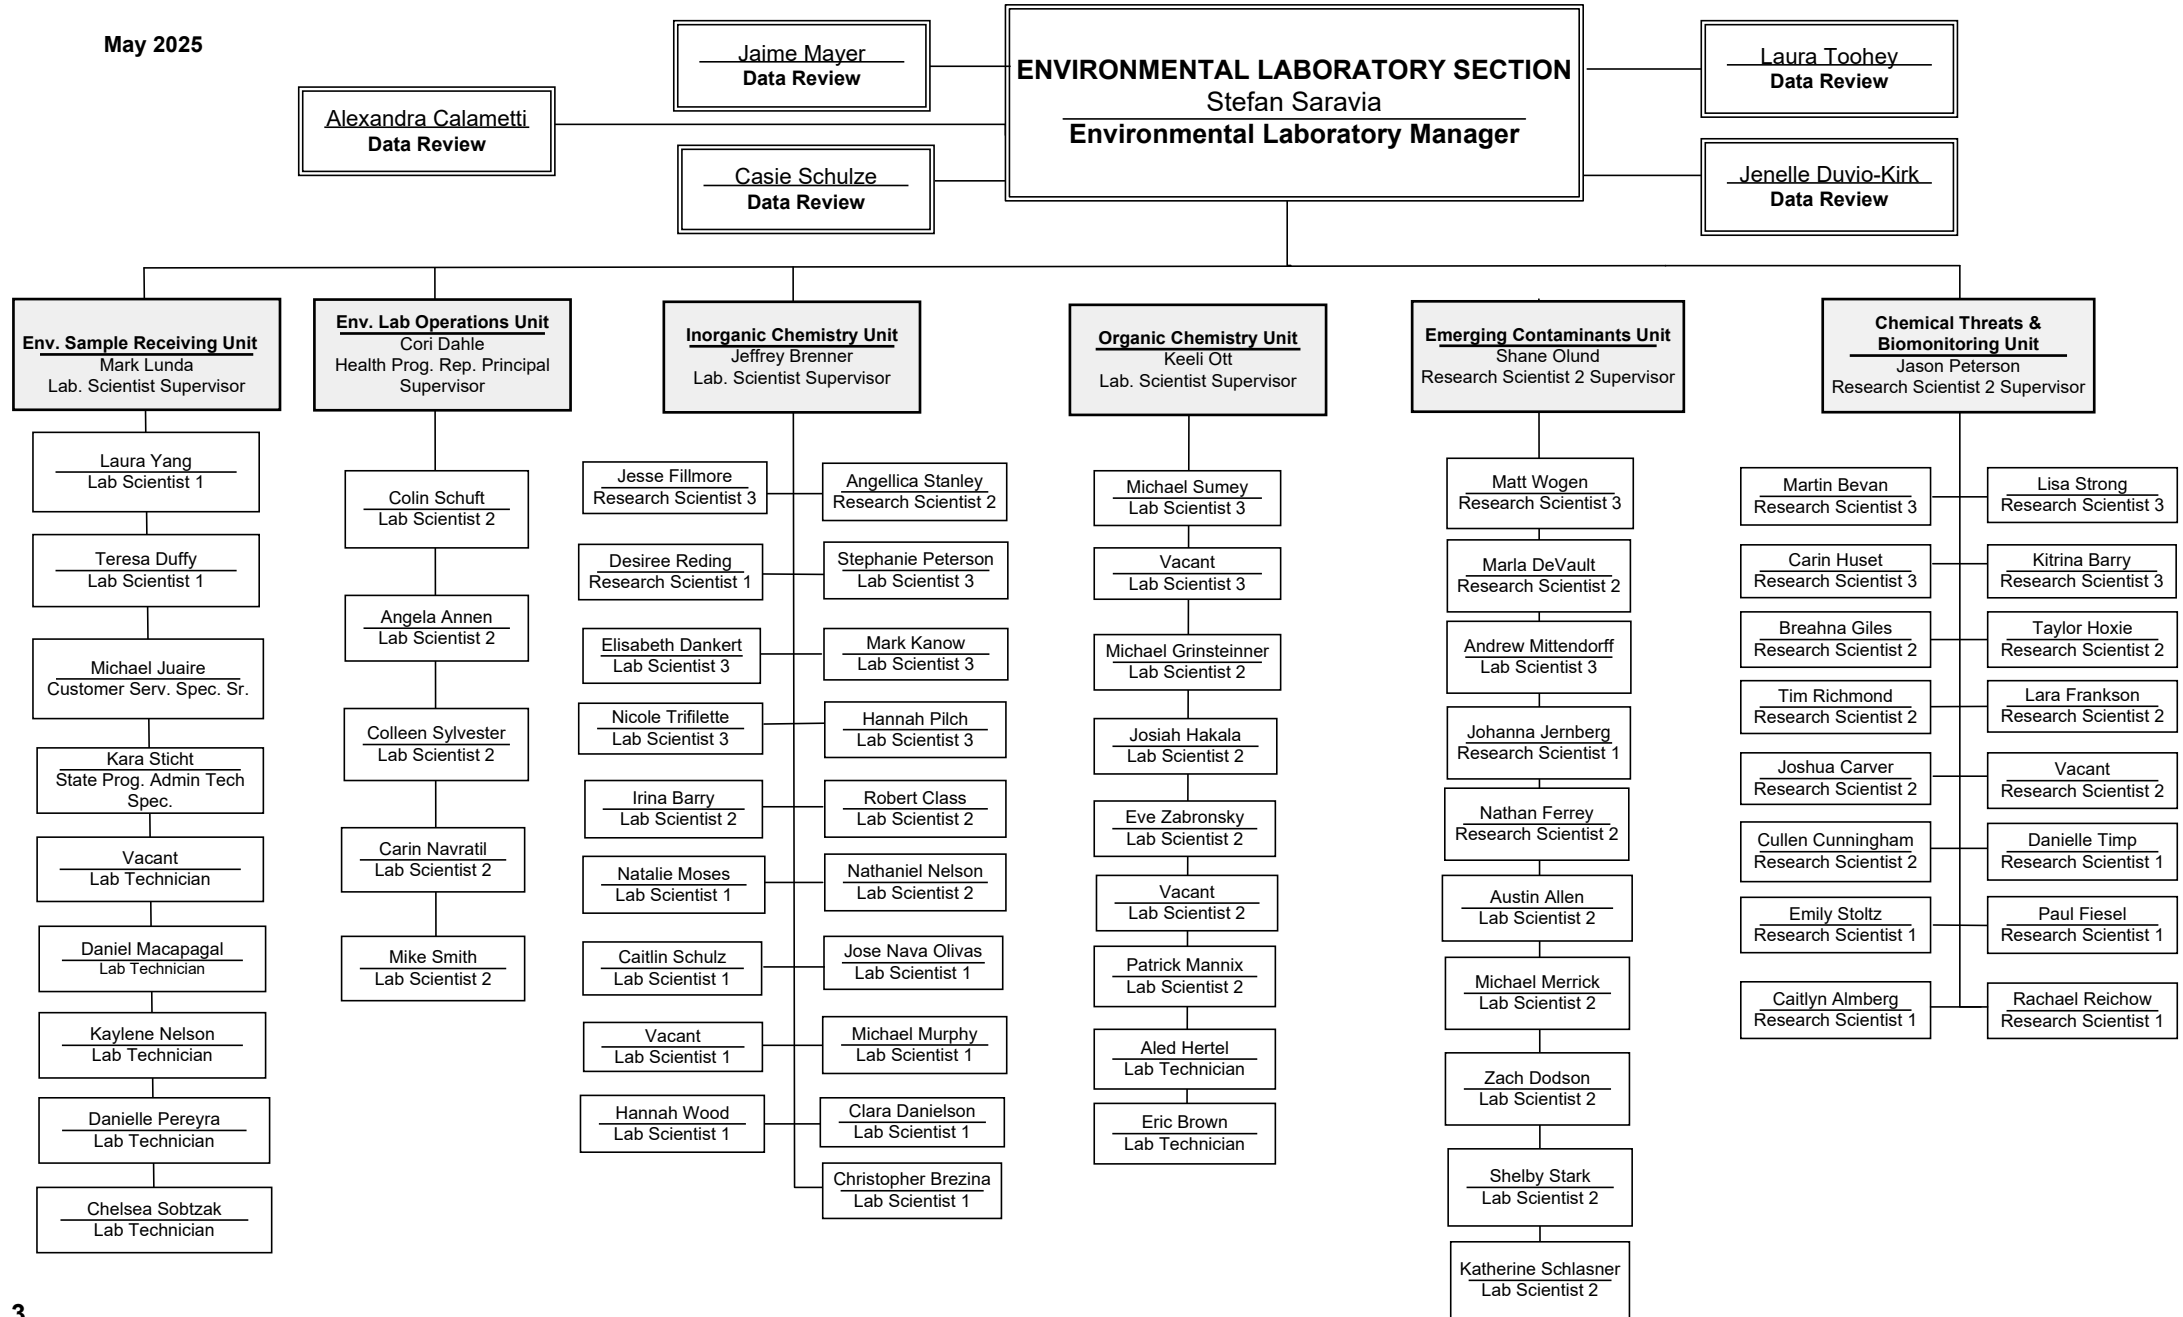 May 2025
Jaime Mayer
Data Review
Alexandra Calametti
Data Review
Casie Schulze
Data Review
ENVIRONMENTAL LABORATORY SECTION
Stefan Saravia
Environmental Laboratory Manager
Laura Toohey
Data Review
Jenelle Duvio-Kirk
Data Review
Env. Sample Receiving Unit
Mark Lunda
Lab. Scientist Supervisor
Laura Yang
Lab Scientist 1
Teresa Duffy
Lab Scientist 1
Michael Juaire
Customer Serv. Spec. Sr.
Kara Sticht
State Prog. Admin Tech
Spec.
Vacant
Lab Technician
Daniel Macapagal
Lab Technician
Kaylene Nelson
Lab Technician
Danielle Pereyra
Lab Technician
Chelsea Sobtzak
Lab Technician
Env. Lab Operations Unit
Cori Dahle
Health Prog. Rep. Principal
Supervisor
Colin Schuft
Lab Scientist 2
Angela Annen
Lab Scientist 2
Colleen Sylvester
Lab Scientist 2
Carin Navratil
Lab Scientist 2
Mike Smith
Lab Scientist 2
Inorganic Chemistry Unit
Jeffrey Brenner
Lab. Scientist Supervisor
Jesse Fillmore
Research Scientist 3
Angellica Stanley
Research Scientist 2
Desiree Reding
Research Scientist 1
Stephanie Peterson
Lab Scientist 3
Elisabeth Dankert
Lab Scientist 3
Mark Kanow
Lab Scientist 3
Nicole Trifilette
Lab Scientist 3
Hannah Pilch
Lab Scientist 3
Irina Barry
Lab Scientist 2
Robert Class
Lab Scientist 2
Natalie Moses
Lab Scientist 1
Nathaniel Nelson
Lab Scientist 2
Caitlin Schulz
Lab Scientist 1
Jose Nava Olivas
Lab Scientist 1
Vacant
Lab Scientist 1
Michael Murphy
Lab Scientist 1
Hannah Wood
Lab Scientist 1
Clara Danielson
Lab Scientist 1
Christopher Brezina
Lab Scientist 1
Organic Chemistry Unit
Keeli Ott
Lab. Scientist Supervisor
Michael Sumey
Lab Scientist 3
Vacant
Lab Scientist 3
Michael Grinsteinner
Lab Scientist 2
Josiah Hakala
Lab Scientist 2
Eve Zabronsky
Lab Scientist 2
Vacant
Lab Scientist 2
Patrick Mannix
Lab Scientist 2
Aled Hertel
Lab Technician
Eric Brown
Lab Technician
Emerging Contaminants Unit
Shane Olund
Research Scientist 2 Supervisor
Matt Wogen
Research Scientist 3
Marla DeVault
Research Scientist 2
Andrew Mittendorff
Lab Scientist 3
Johanna Jernberg
Research Scientist 1
Nathan Ferrey
Research Scientist 2
Austin Allen
Lab Scientist 2
Michael Merrick
Lab Scientist 2
Zach Dodson
Lab Scientist 2
Shelby Stark
Lab Scientist 2
Katherine Schlasner
Lab Scientist 2
Chemical Threats &
Biomonitoring Unit
Jason Peterson
Research Scientist 2 Supervisor
Martin Bevan
Research Scientist 3
Lisa Strong
Research Scientist 3
Carin Huset
Research Scientist 3
Kitrina Barry
Research Scientist 3
Breahna Giles
Research Scientist 2
Taylor Hoxie
Research Scientist 2
Tim Richmond
Research Scientist 2
Lara Frankson
Research Scientist 2
Joshua Carver
Research Scientist 2
Vacant
Research Scientist 2
Cullen Cunningham
Research Scientist 2
Danielle Timp
Research Scientist 1
Emily Stoltz
Research Scientist 1
Paul Fiesel
Research Scientist 1
Caitlyn Almberg
Research Scientist 1
Rachael Reichow
Research Scientist 1
3